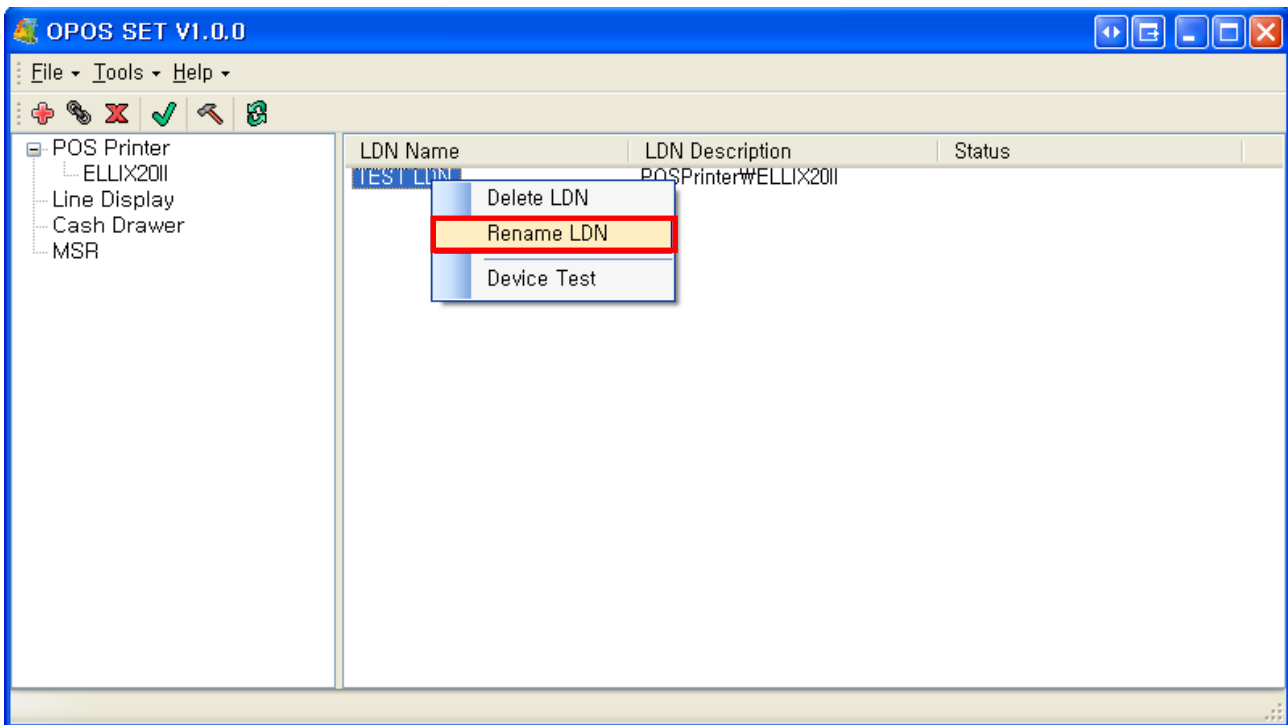 OPOS SET V1.0.0
File Tools Help
POS Printer
ELLIX20II
Line Display
Cash Drawer
MSR
LDN Name LDN Description Status
TEST LDN POSPrinter₩ELLIX20II
Delete LDN
Rename LDN
Device Test